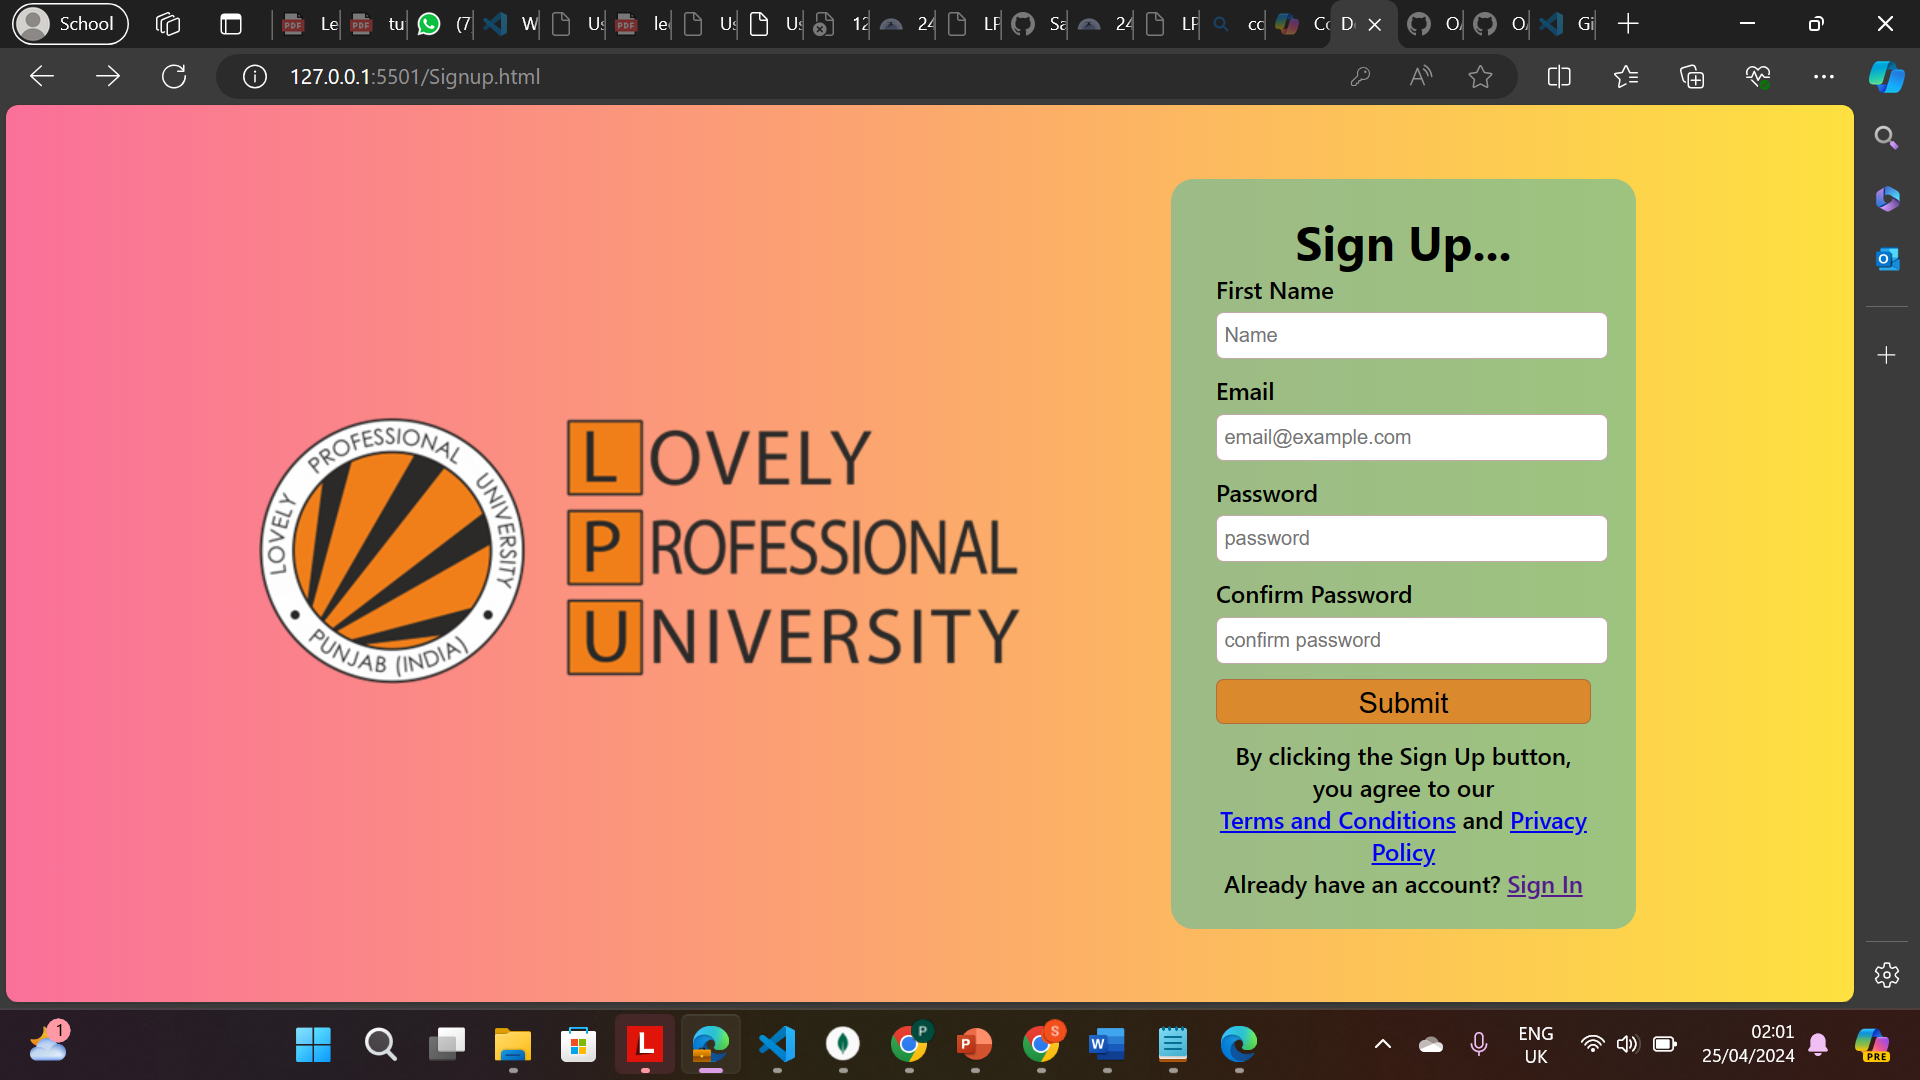 School
Le
tu
(7
W
Us
le
Us
Us
12
24
LF
Sa
24
LF
cc
Co
D
O
O
Gi
127.0.0.1:5501/Signup.html
Sign Up...
First Name
Name
Email
email@example.com
Password
password
Confirm Password
confirm password
Submit
By clicking the Sign Up button,
you agree to our
Terms and Conditions and Privacy
Policy
Already have an account? Sign In
LOVELY PROFESSIONAL UNIVERSITY
PUNJAB (INDIA)
LOVELY
PROFESSIONAL
UNIVERSITY
1
L
P
P
S
W
ENG
UK
02:01
25/04/2024
PRE